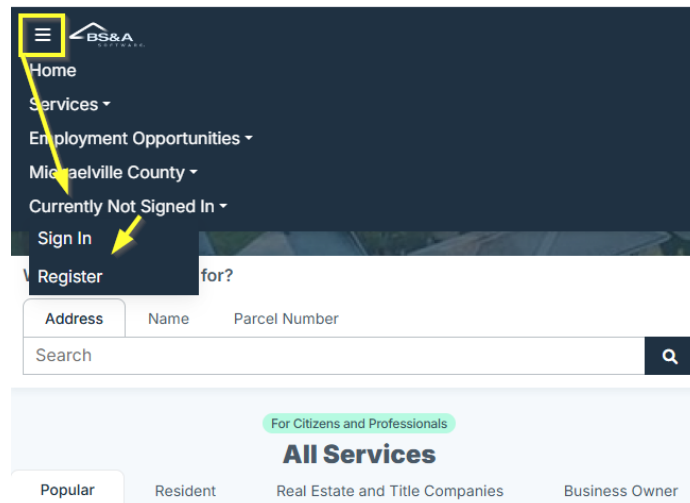 BS&A
SOFTWARE
Home
Services
Employment Opportunities
Michaelville County
Currently Not Signed In
Sign In
Register
for?
Address Name Parcel Number
Search
For Citizens and Professionals
All Services
Popular Resident Real Estate and Title Companies Business Owner